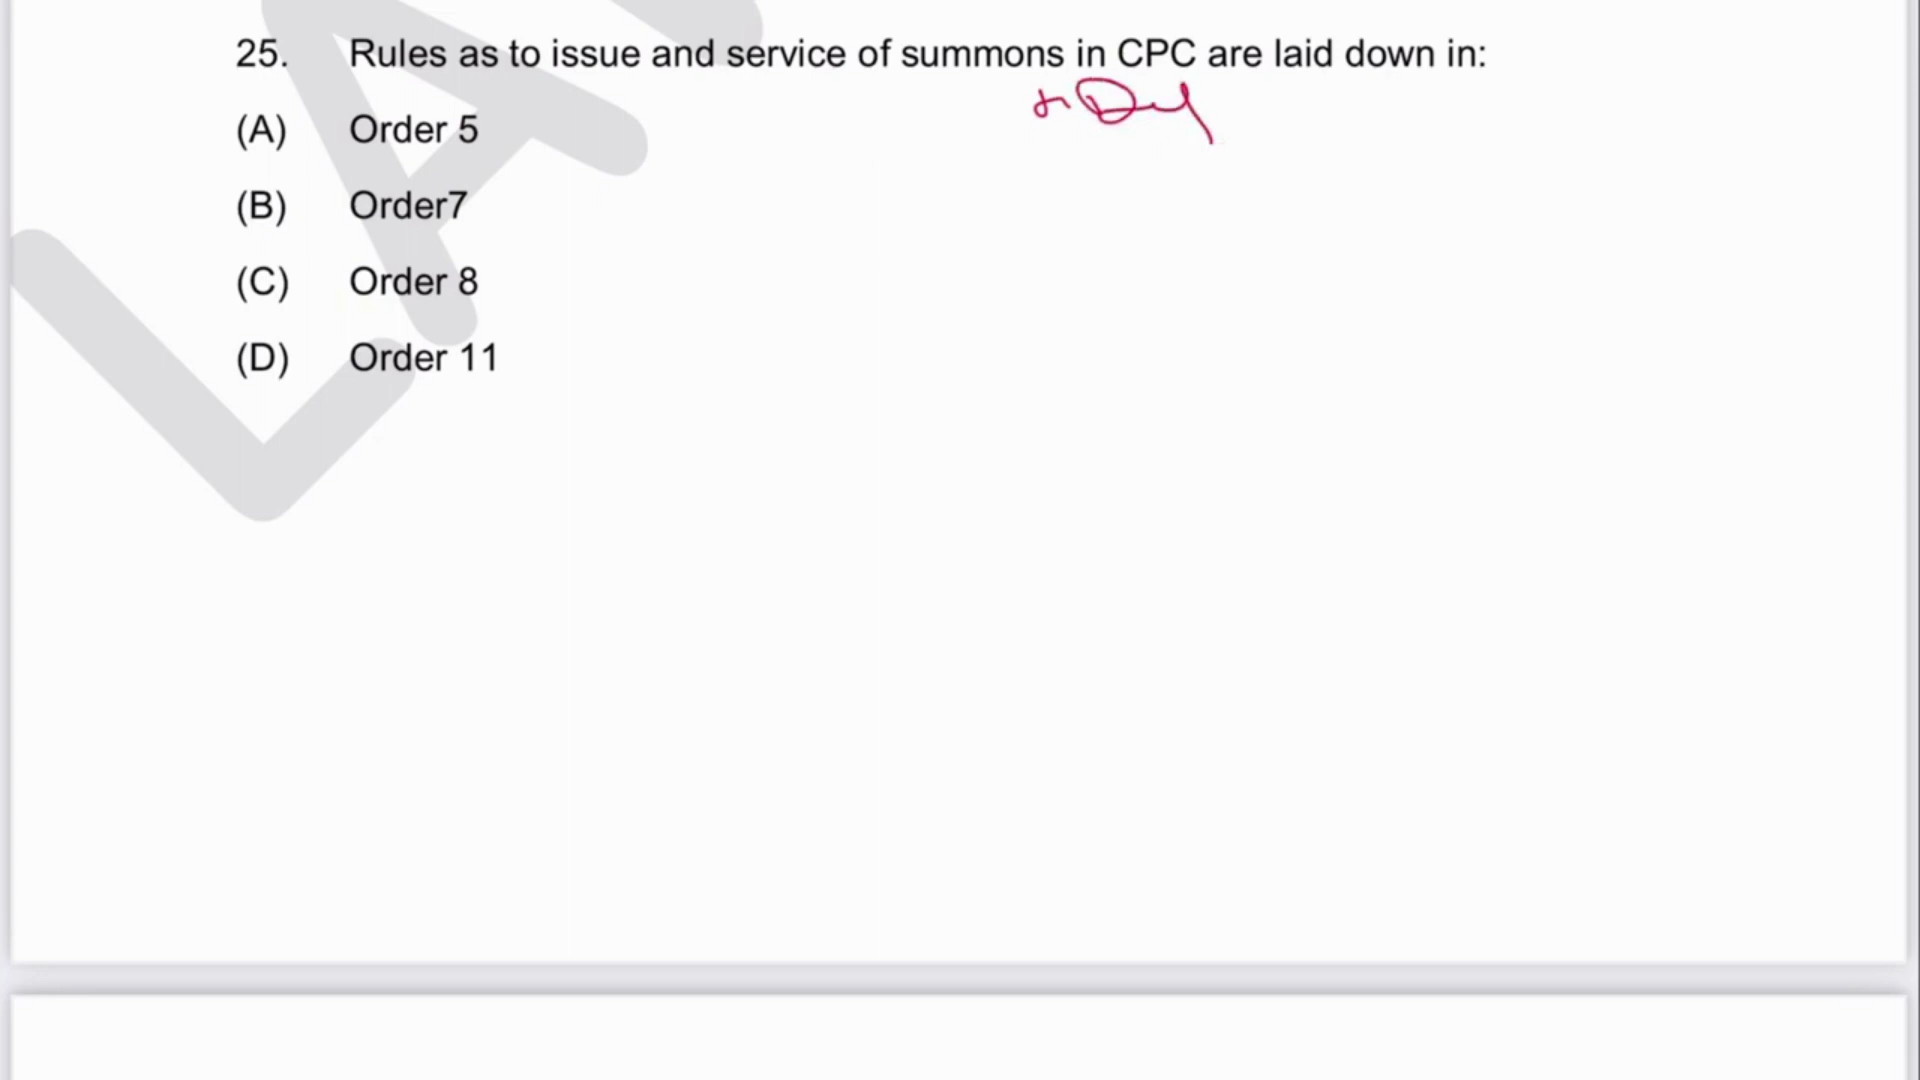 25. Rules as to issue and service of summons in CPC are laid down in:
(A) Order 5
(B) Order7
(C) Order 8
(D) Order 11